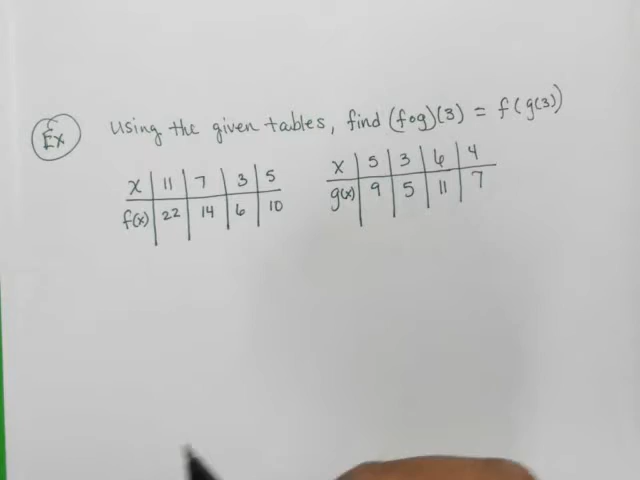 Ex Using the given tables, find (f∘g)(3) = f(g(3))
x 11 7 3 5
f(x) 22 14 6 10
x 5 3 6 4
g(x) 9 5 11 7